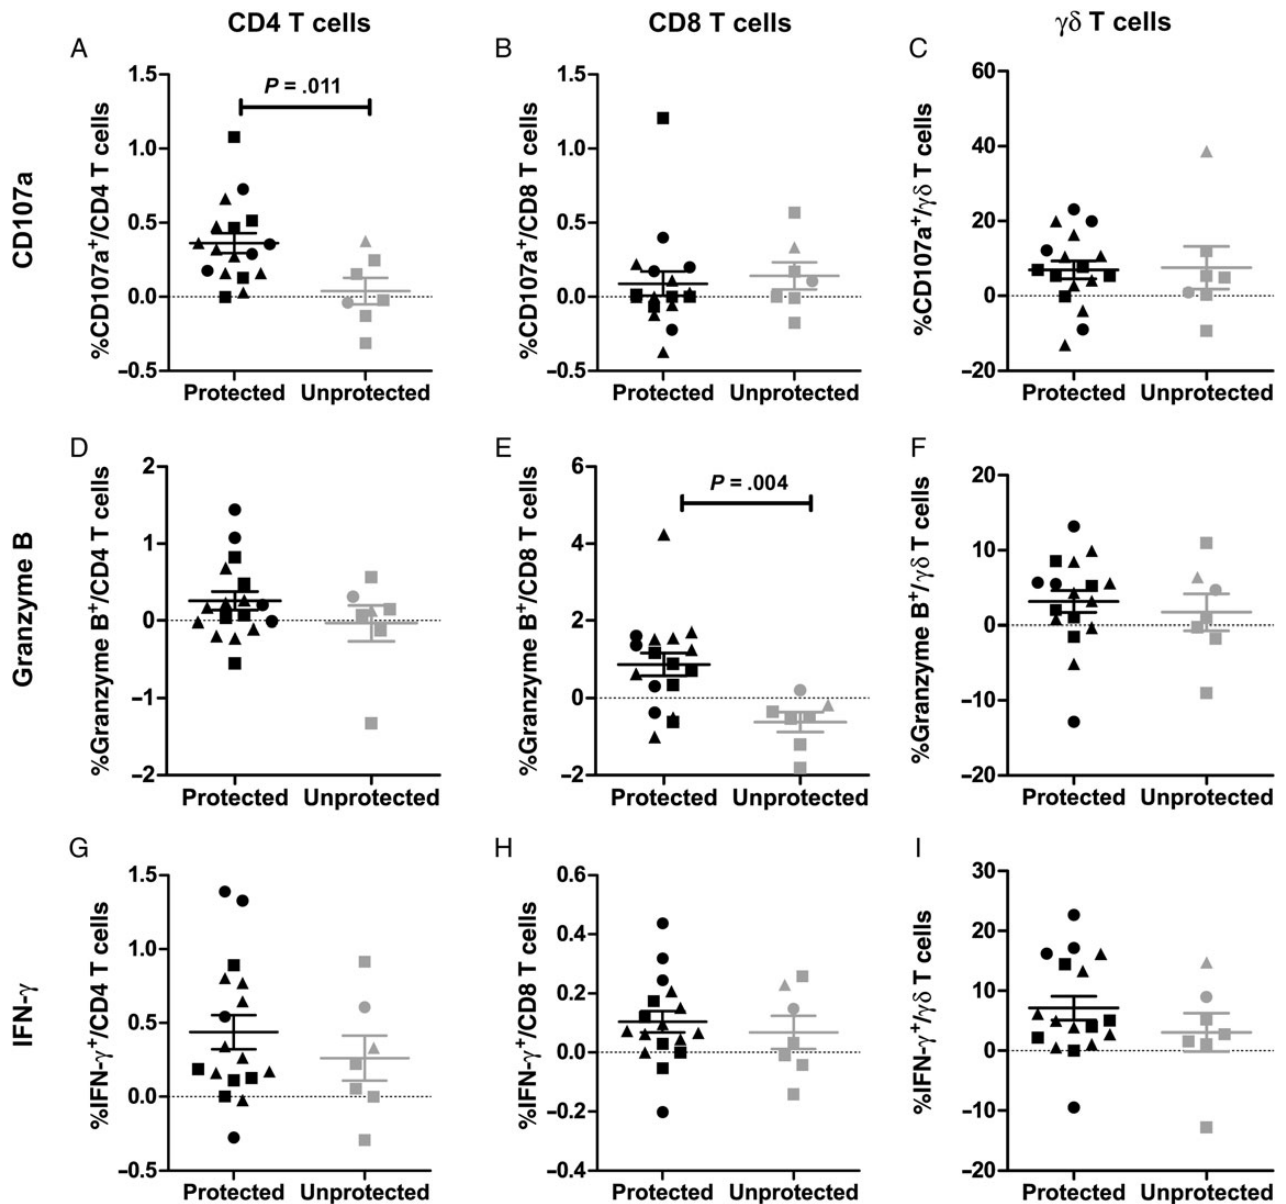 CD4 T cells
CD8 T cells
γδ T cells
CD107a
A
%CD107a+/CD4 T cells
1.5
1.0
0.5
0.0
–0.5
P = .011
Protected
Unprotected
B
%CD107a+/CD8 T cells
1.5
1.0
0.5
0.0
–0.5
Protected
Unprotected
C
%CD107a+/γδ T cells
60
40
20
0
–20
Protected
Unprotected
Granzyme B
D
%Granzyme B+/CD4 T cells
2
1
0
–1
–2
Protected
Unprotected
E
%Granzyme B+/CD8 T cells
6
4
2
0
–2
P = .004
Protected
Unprotected
F
%Granzyme B+/γδ T cells
20
10
0
–10
–20
Protected
Unprotected
IFN-γ
G
%IFN-γ+/CD4 T cells
1.5
1.0
0.5
0.0
–0.5
Protected
Unprotected
H
%IFN-γ+/CD8 T cells
0.6
0.4
0.2
0.0
–0.2
–0.4
Protected
Unprotected
I
%IFN-γ+/γδ T cells
30
20
10
0
–10
–20
Protected
Unprotected